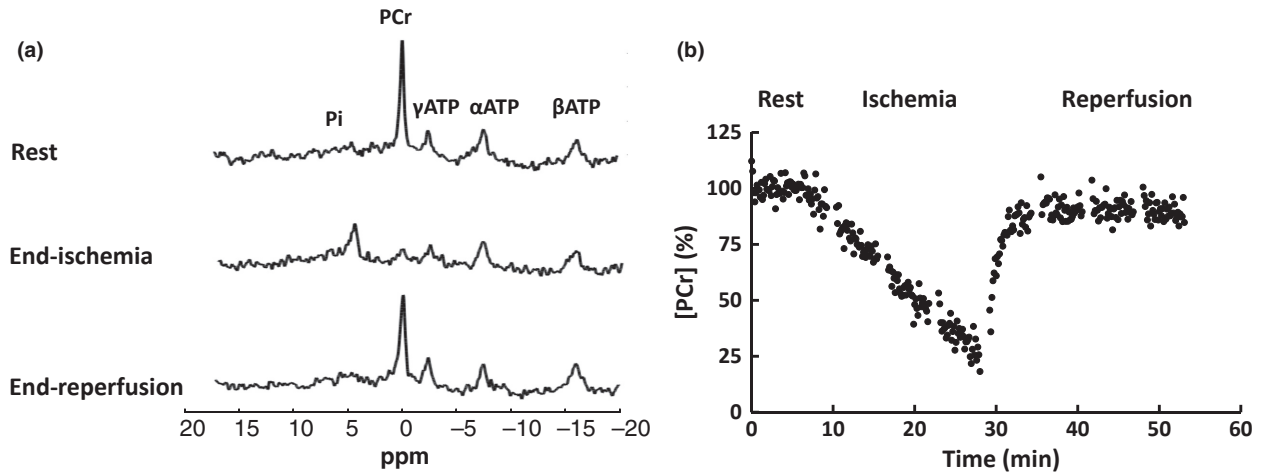 (a)
PCr
Pi
γATP
αATP
βATP
Rest
End-ischemia
End-reperfusion
20 15 10 5 0 –5 –10 –15 –20
ppm
(b)
Rest Ischemia Reperfusion
125
100
75
50
25
0
[PCr] (%)
0 10 20 30 40 50 60
Time (min)